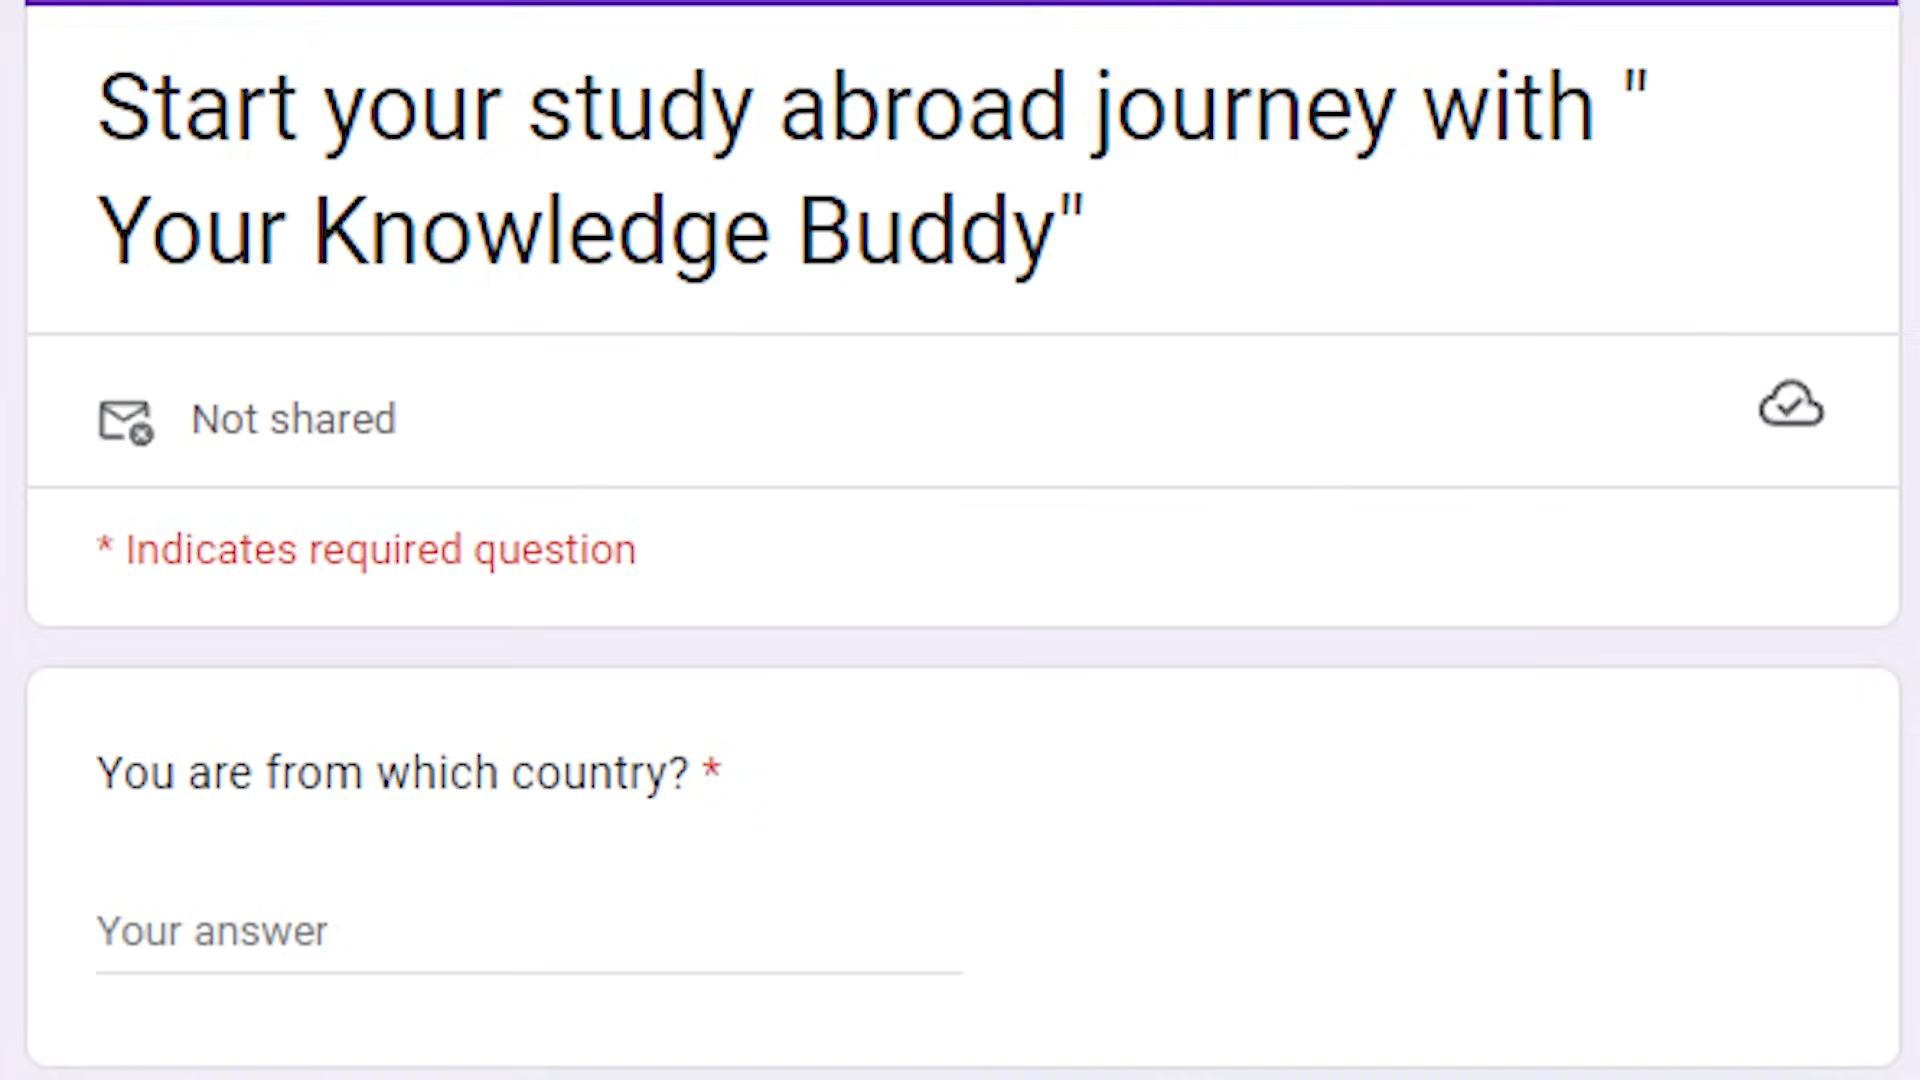 Start your study abroad journey with "
Your Knowledge Buddy"
Not shared
* Indicates required question
You are from which country? *
Your answer